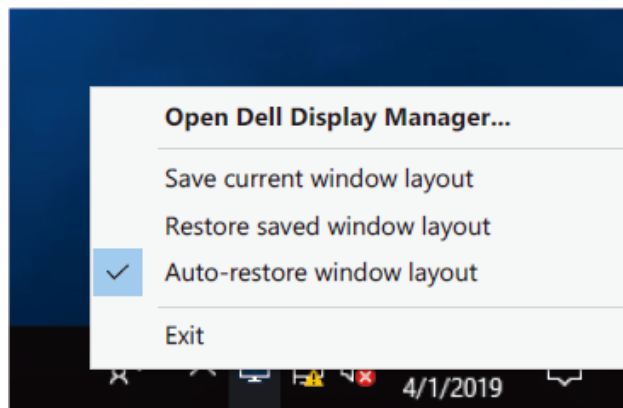 Open Dell Display Manager...
Save current window layout
Restore saved window layout
Auto-restore window layout
Exit
4/1/2019